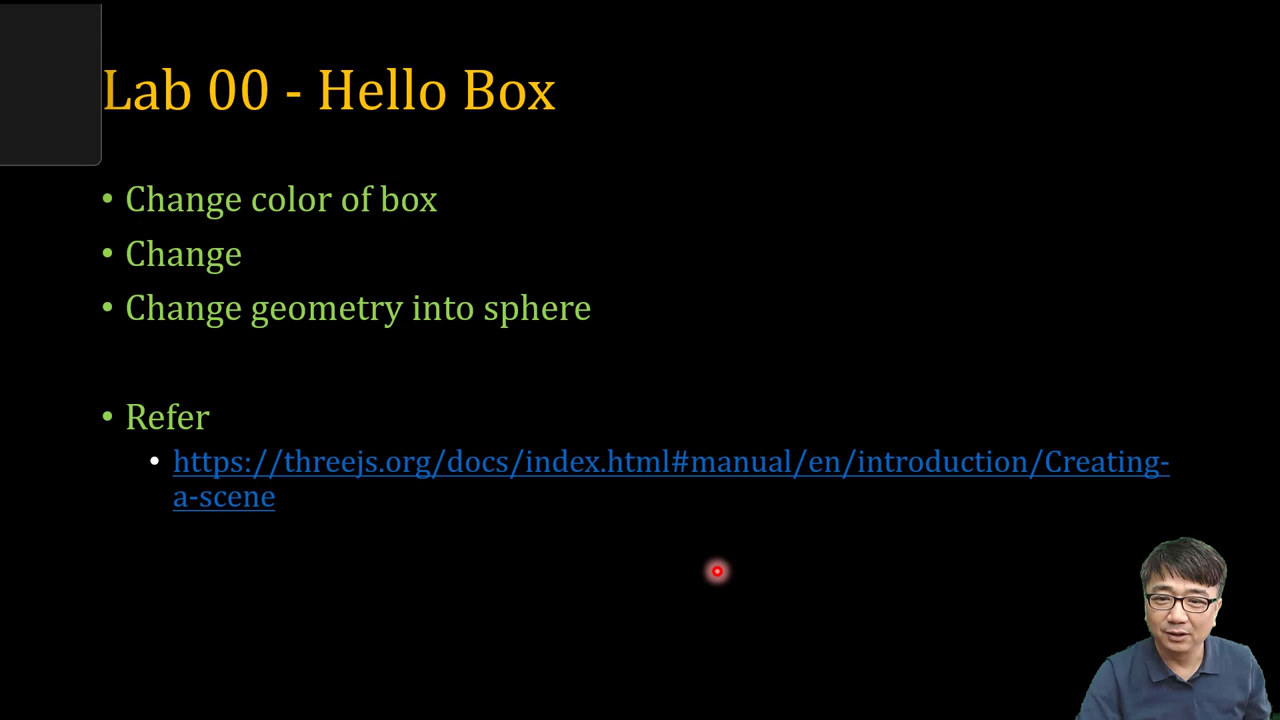 Lab 00 - Hello Box
• Change color of box
• Change
• Change geometry into sphere
• Refer
• https://threejs.org/docs/index.html#manual/en/introduction/Creating-
a-scene